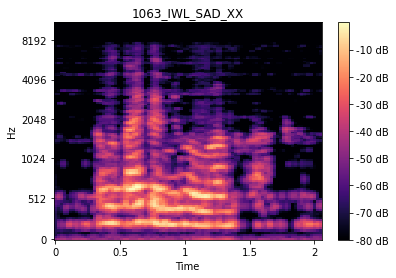 1063_IWL_SAD_XX
8192
4096
2048
1024
512
0
Hz
0
0.5
1
1.5
2
Time
-10 dB
-20 dB
-30 dB
-40 dB
-50 dB
-60 dB
-70 dB
-80 dB